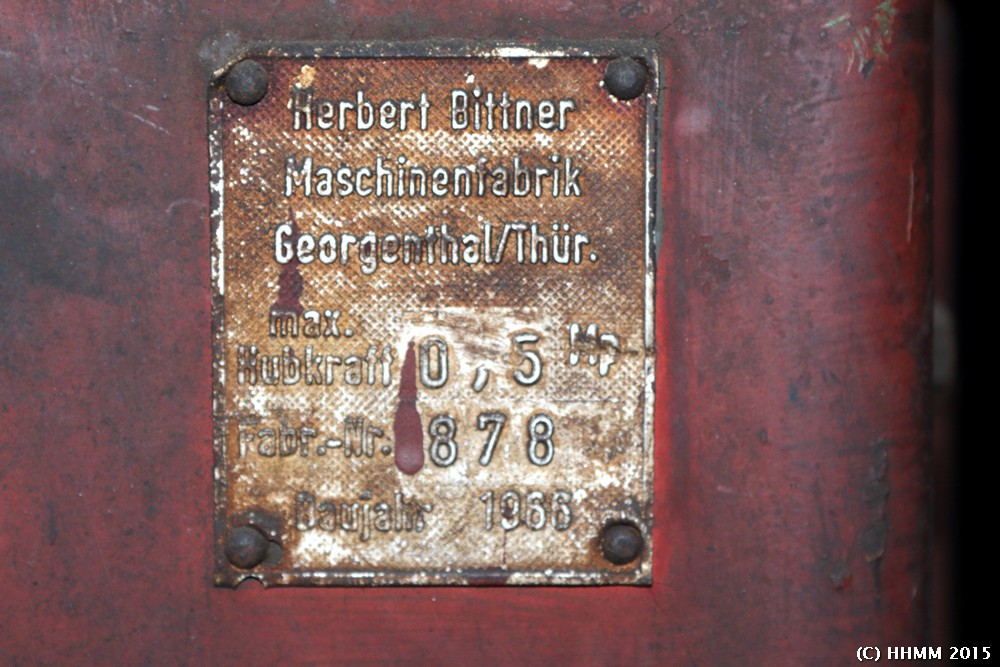 Herbert Bittner
Maschinenfabrik
Georgenthal/Thür.
max.
Hubkraft 0,5 Mp
Fabr.-Nr. 878
Baujahr 1966
(C) HHMM 2015